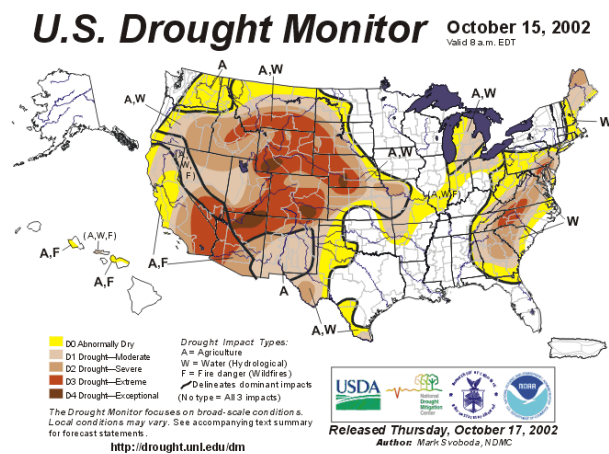 U.S. Drought Monitor
October 15, 2002
Valid 8 a.m. EDT
A
A,W
A,W
W
(A,W,F)
A,W
(A,W,F)
A,F
(A,W,F)
A,F
A,F
A
W
A,W
D0 Abnormally Dry
D1 Drought—Moderate
D2 Drought—Severe
D3 Drought—Extreme
D4 Drought—Exceptional
Drought Impact Types:
A = Agriculture
W = Water (Hydrological)
F = Fire danger (Wildfires)
Delineates dominant impacts
(No type = All 3 impacts)
The Drought Monitor focuses on broad-scale conditions.
Local conditions may vary. See accompanying text summary
for forecast statements.
http://drought.unl.edu/dm
USDA
National
Drought
Mitigation
Center
NOAA
Released Thursday, October 17, 2002
Author: Mark Svoboda, NDMC